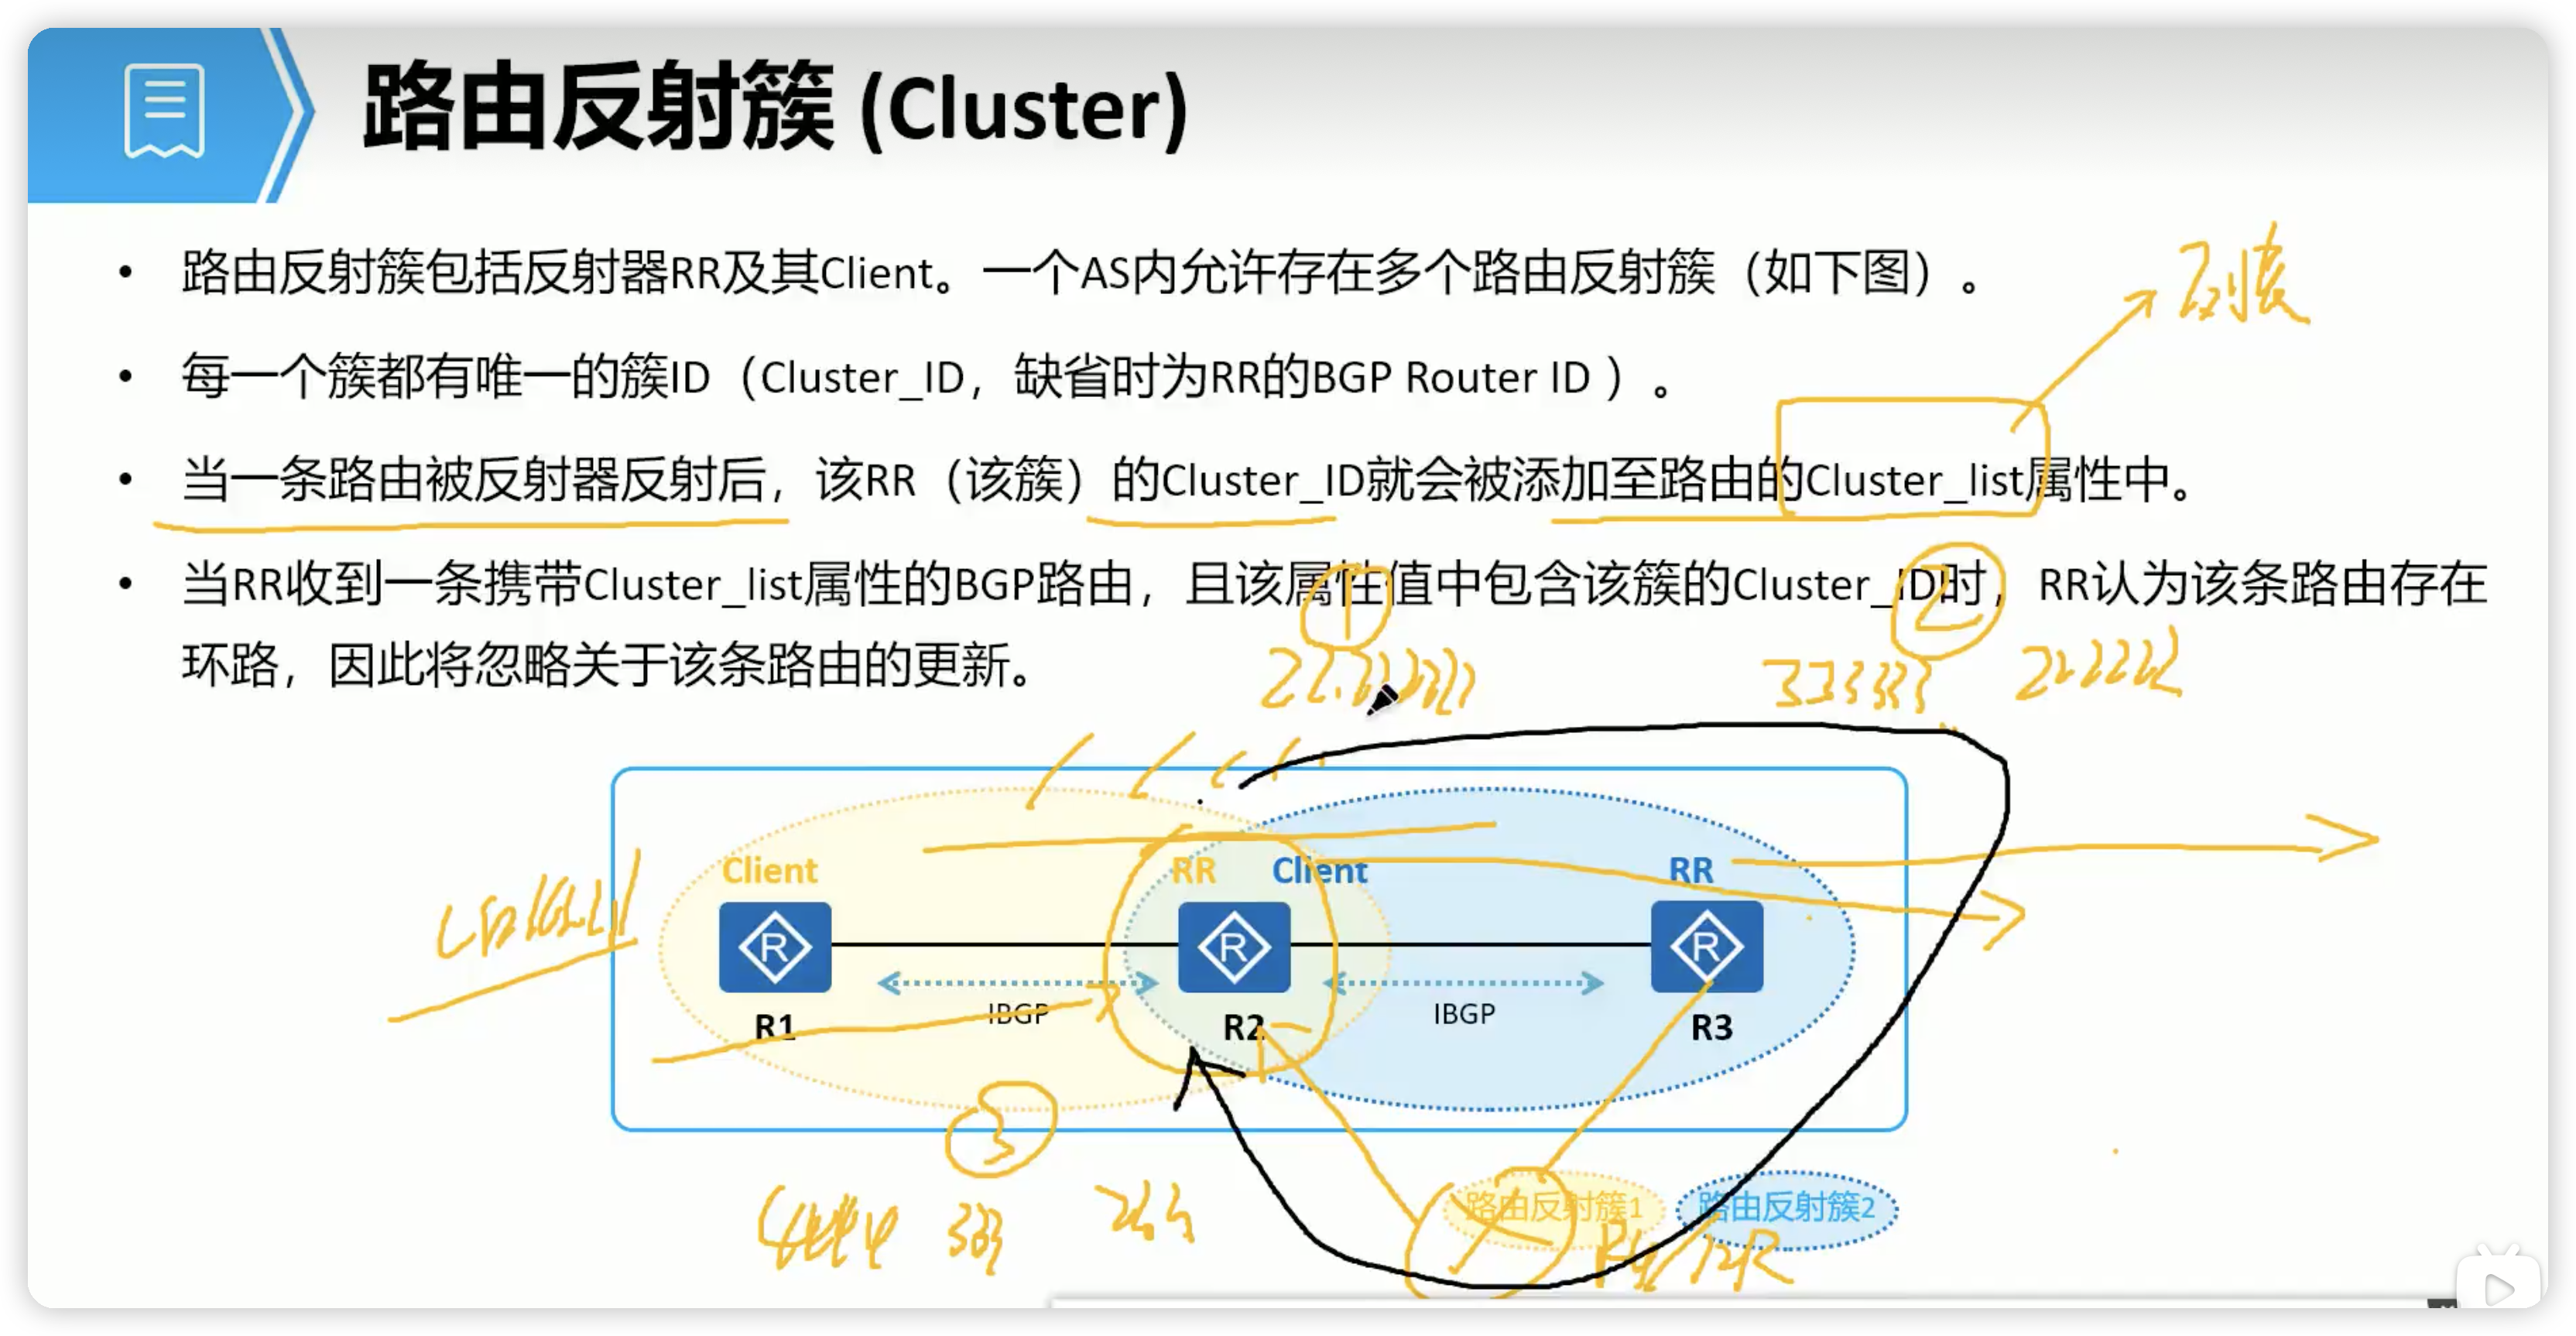 路由反射簇 (Cluster)
• 路由反射簇包括反射器RR及其Client。一个AS内允许存在多个路由反射簇（如下图）。
• 每一个簇都有唯一的簇ID（Cluster_ID，缺省时为RR的BGP Router ID ）。
• 当一条路由被反射器反射后，该RR（该簇）的Cluster_ID就会被添加至路由的Cluster_list属性中。
• 当RR收到一条携带Cluster_list属性的BGP路由，且该属性值中包含该簇的Cluster_ID时，RR认为该条路由存在
环路，因此将忽略关于该条路由的更新。
1
2
Client
RR
Client
RR
R
R
R
IBGP
IBGP
R1
R2
R3
3
路由反射簇1
路由反射簇2